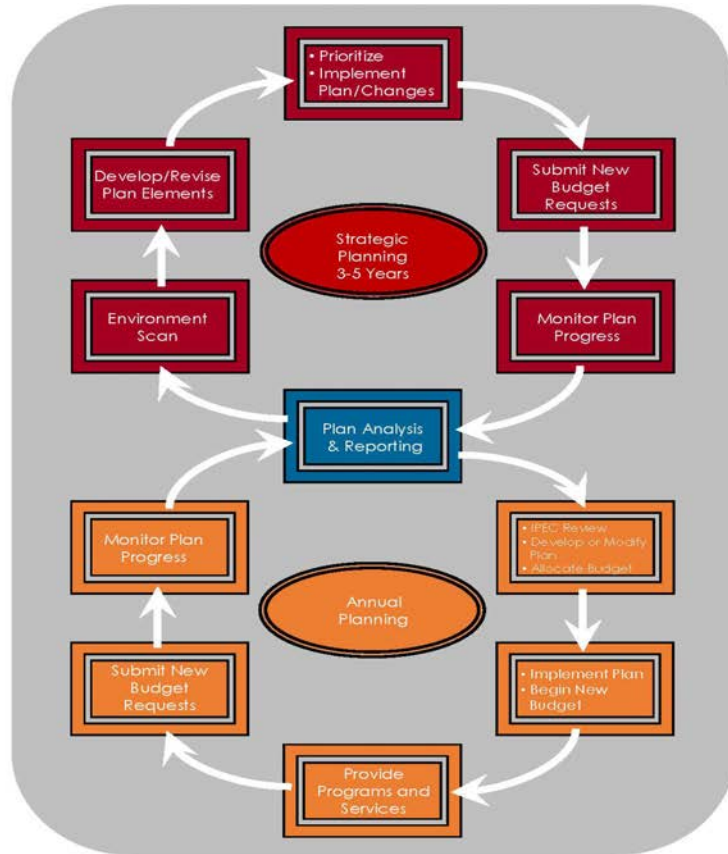 • Prioritize
• Implement
Plan/Changes
Develop/Revise
Plan Elements
Submit New
Budget
Requests
Strategic
Planning
3-5 Years
Environment
Scan
Monitor Plan
Progress
Plan Analysis
& Reporting
Monitor Plan
Progress
• IPEC Review
• Develop or Modify
Plan
• Allocate Budget
Annual
Planning
Submit New
Budget
Requests
• Implement Plan
• Begin New
Budget
Provide
Programs and
Services